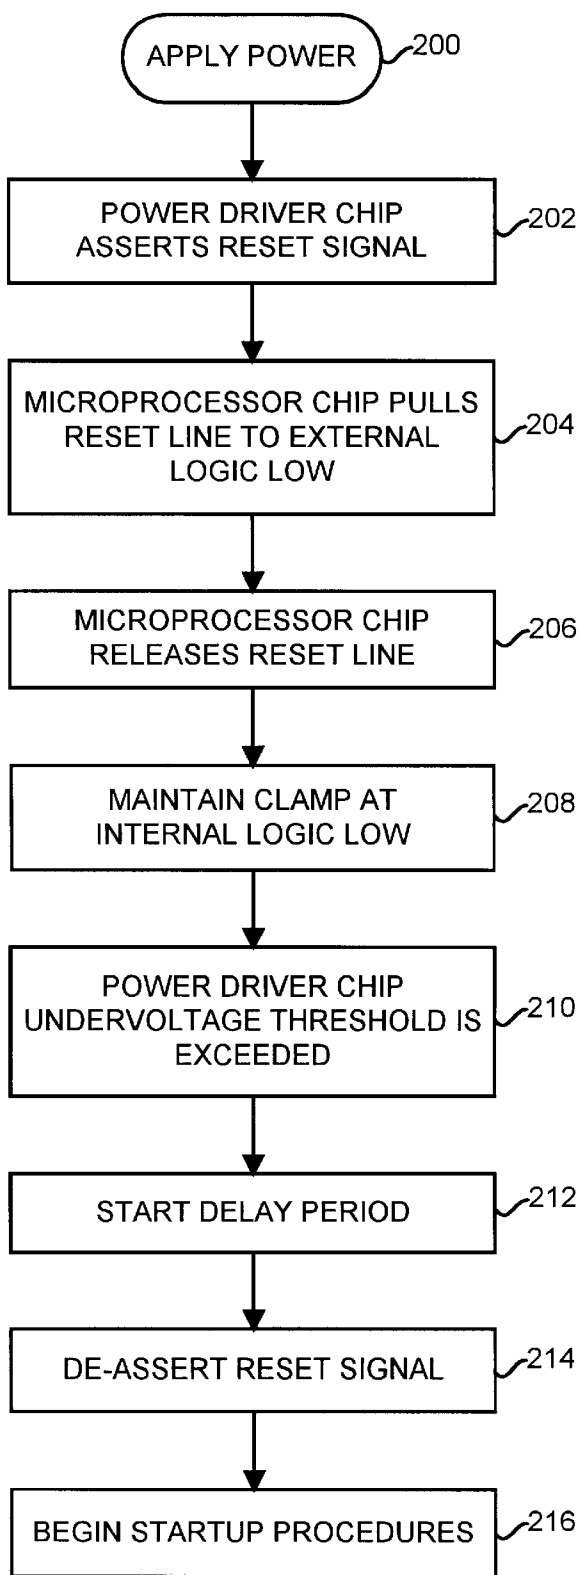 APPLY POWER
200
POWER DRIVER CHIP
ASSERTS RESET SIGNAL
202
MICROPROCESSOR CHIP PULLS
RESET LINE TO EXTERNAL
LOGIC LOW
204
MICROPROCESSOR CHIP
RELEASES RESET LINE
206
MAINTAIN CLAMP AT
INTERNAL LOGIC LOW
208
POWER DRIVER CHIP
UNDERVOLTAGE THRESHOLD IS
EXCEEDED
210
START DELAY PERIOD
212
DE-ASSERT RESET SIGNAL
214
BEGIN STARTUP PROCEDURES
216